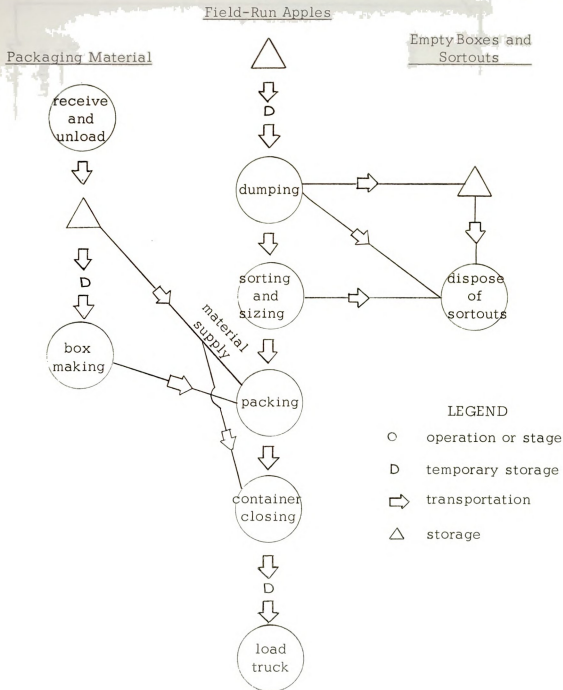 Field-Run Apples
Packaging Material
Empty Boxes and
Sortouts
receive
and
unload
D
D
dumping
sorting
and
sizing
dispose
of
sortouts
material
supply
box
making
packing
container
closing
D
load
truck
LEGEND
operation or stage
D temporary storage
transportation
storage